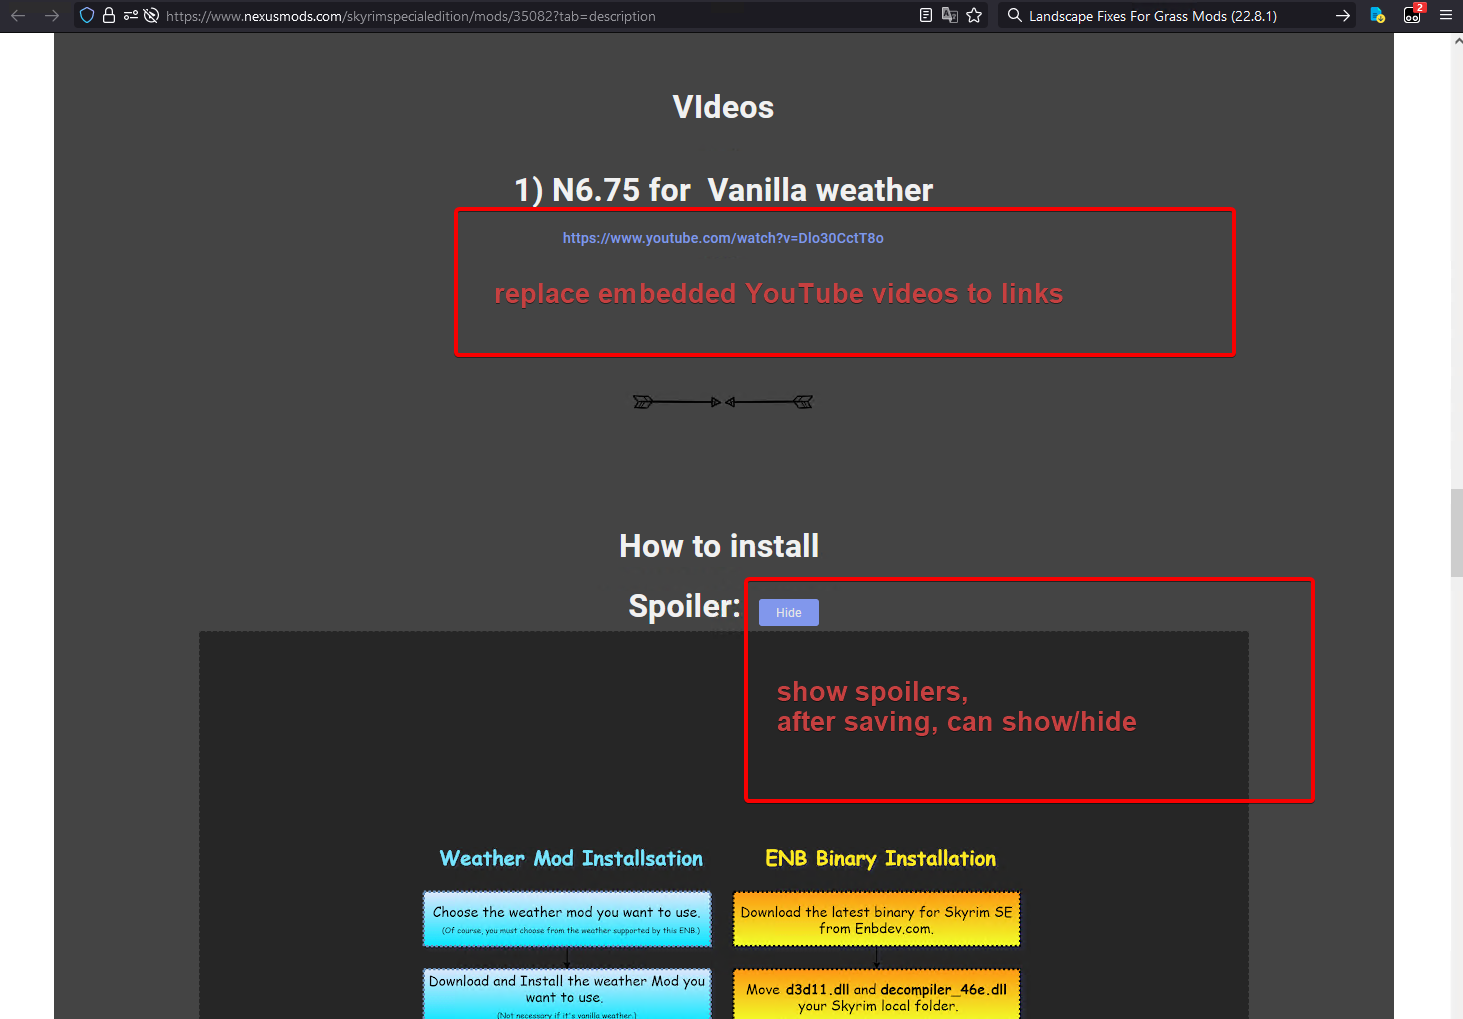 https://www.nexusmods.com/skyrimspecialedition/mods/35082?tab=description
Landscape Fixes For Grass Mods (22.8.1)
2
VIdeos
1) N6.75 for Vanilla weather
https://www.youtube.com/watch?v=Dlo30CctT8o
replace embedded YouTube videos to links
How to install
Spoiler:
Hide
show spoilers,
after saving, can show/hide
Weather Mod Installsation
ENB Binary Installation
Choose the weather mod you want to use.
(Of course, you must choose from the weather supported by this ENB.)
Download the latest binary for Skyrim SE
from Enbdev.com.
Download and Install the weather Mod you
want to use.
(Not necessary if it's vanilla weather.)
Move d3d11.dll and decompiler_46e.dll
your Skyrim local folder.